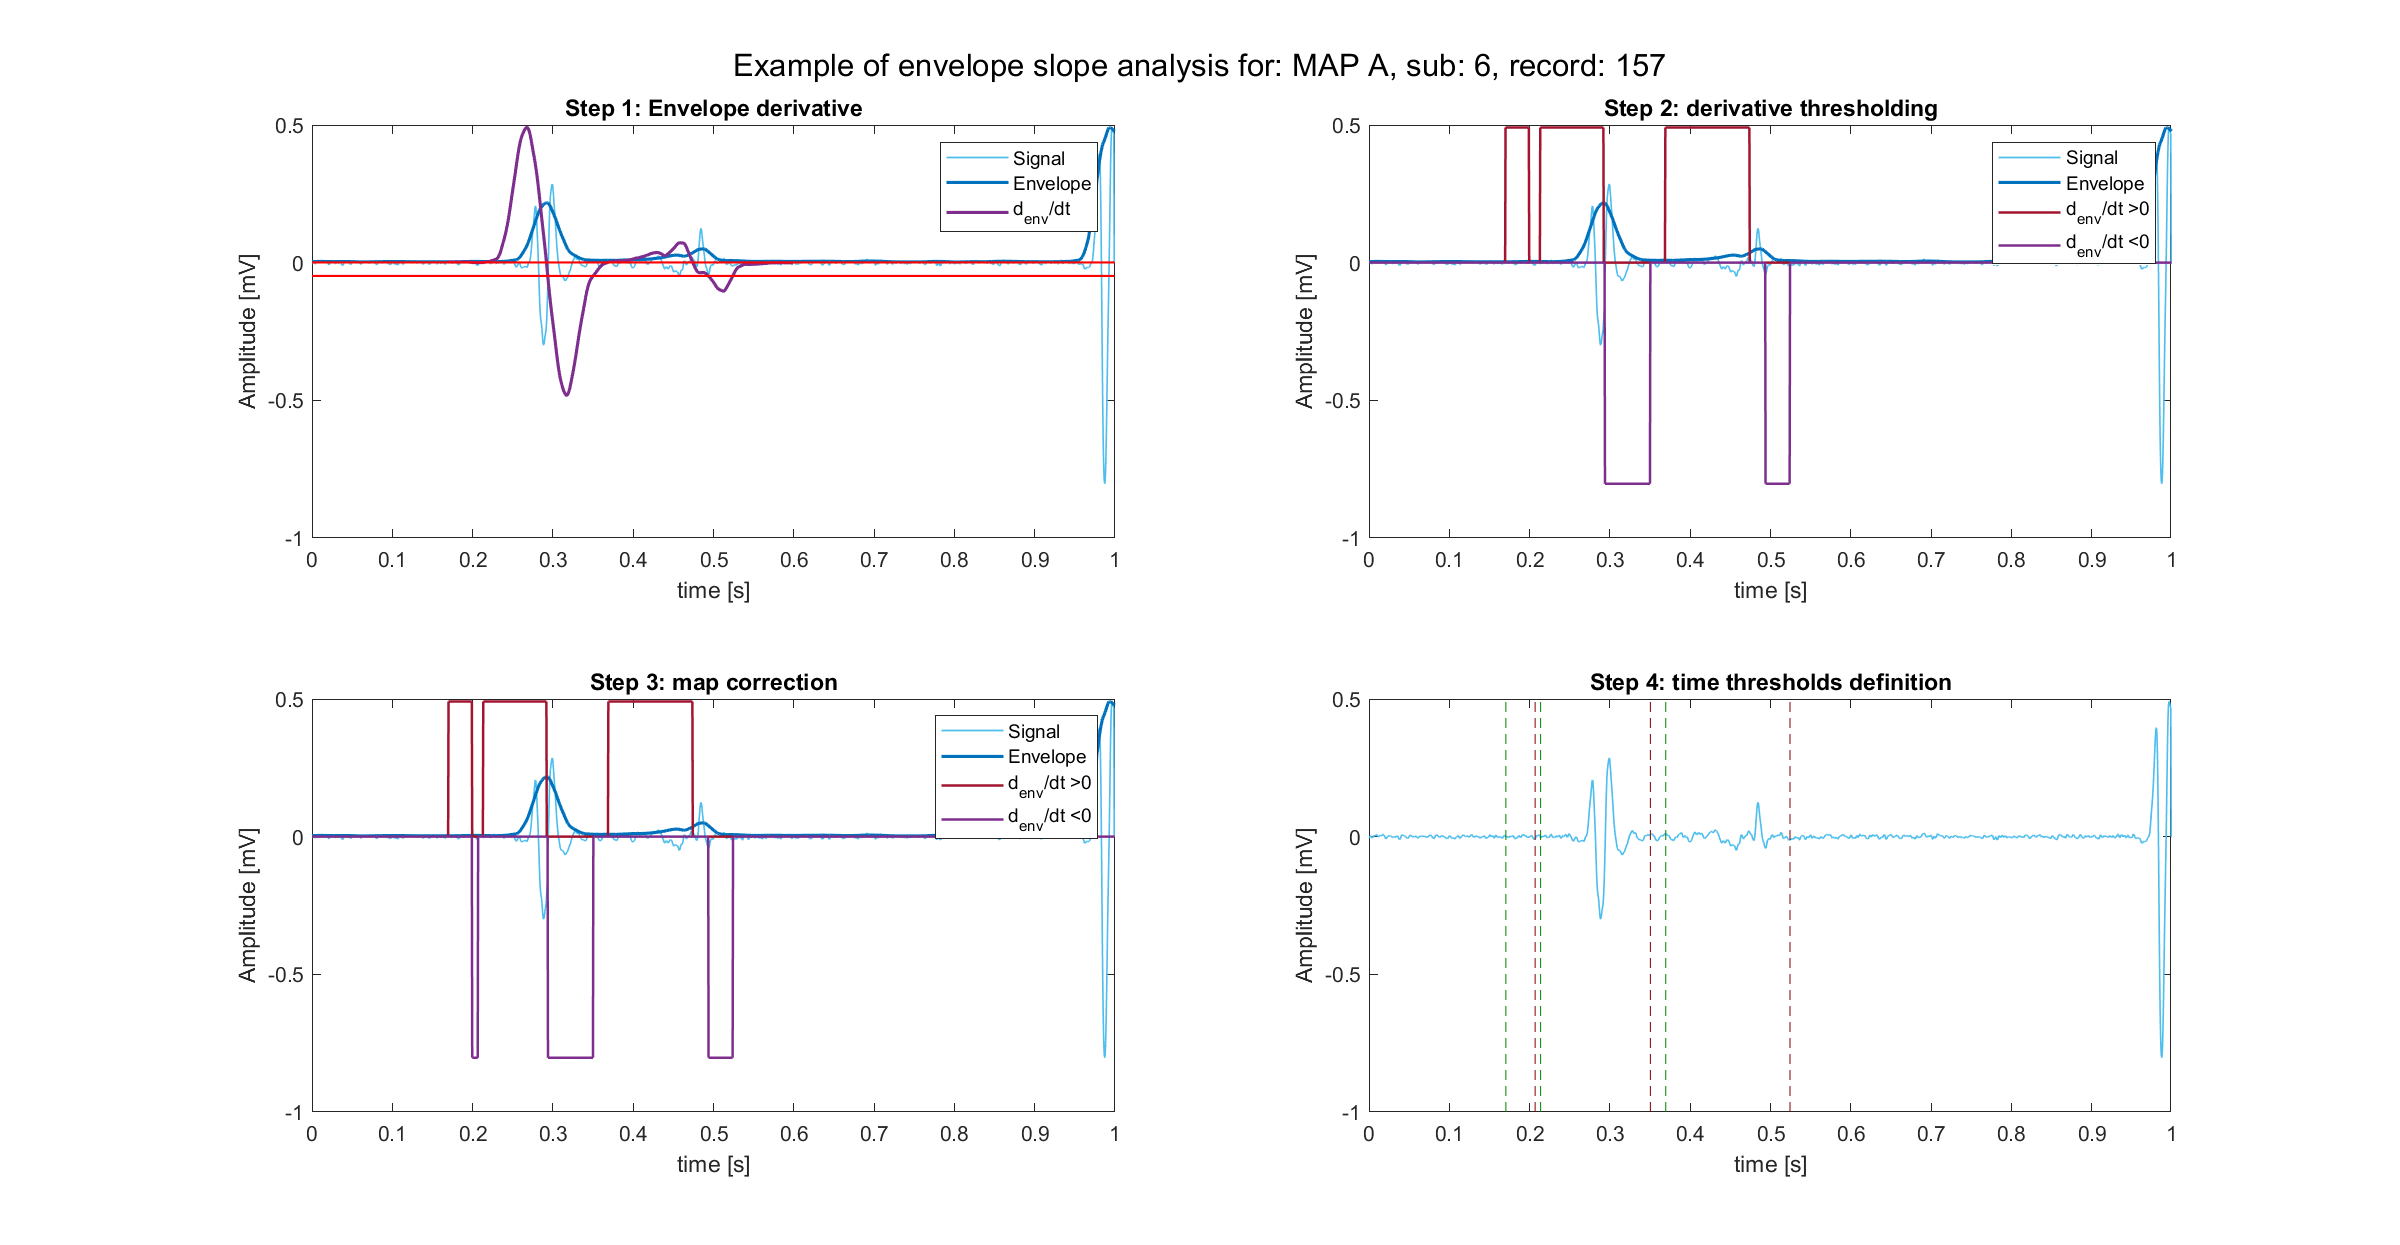 Example of envelope slope analysis for: MAP A, sub: 6, record: 157
Step 1: Envelope derivative
0.5
0
-0.5
-1
Amplitude [mV]
0 0.1 0.2 0.3 0.4 0.5 0.6 0.7 0.8 0.9 1
time [s]
Signal
Envelope
d_env/dt
Step 2: derivative thresholding
0.5
0
-0.5
-1
Amplitude [mV]
0 0.1 0.2 0.3 0.4 0.5 0.6 0.7 0.8 0.9 1
time [s]
Signal
Envelope
d_env/dt >0
d_env/dt <0
Step 3: map correction
0.5
0
-0.5
-1
Amplitude [mV]
0 0.1 0.2 0.3 0.4 0.5 0.6 0.7 0.8 0.9 1
time [s]
Signal
Envelope
d_env/dt >0
d_env/dt <0
Step 4: time thresholds definition
0.5
0
-0.5
-1
Amplitude [mV]
0 0.1 0.2 0.3 0.4 0.5 0.6 0.7 0.8 0.9 1
time [s]